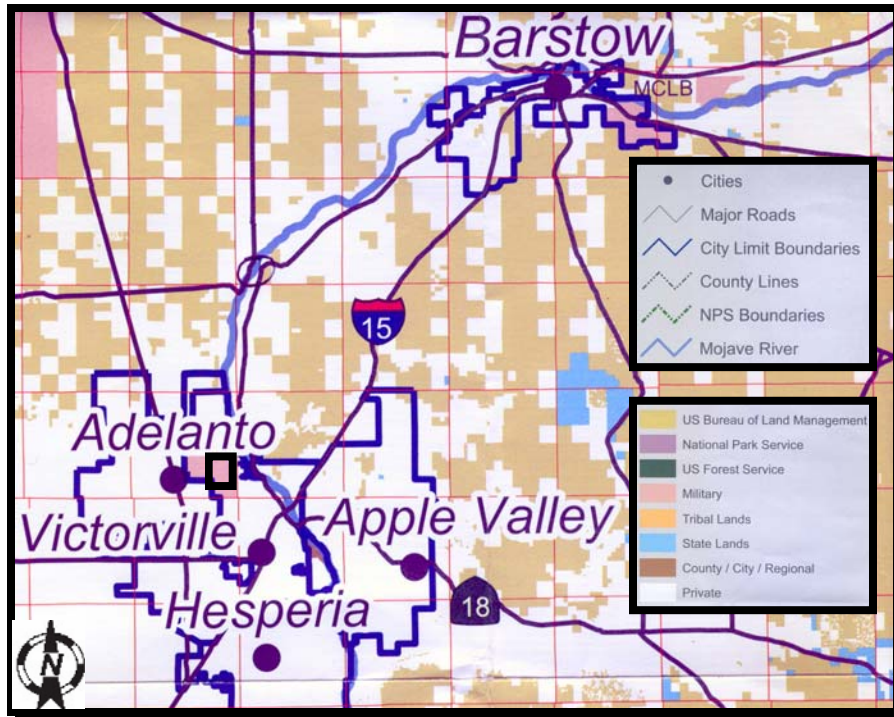 Barstow
MCLB
Cities
Major Roads
City Limit Boundaries
County Lines
NPS Boundaries
Mojave River
15
US Bureau of Land Management
National Park Service
US Forest Service
Military
Tribal Lands
State Lands
County / City / Regional
Private
Adelanto
Victorville
Apple Valley
Hesperia
18
N